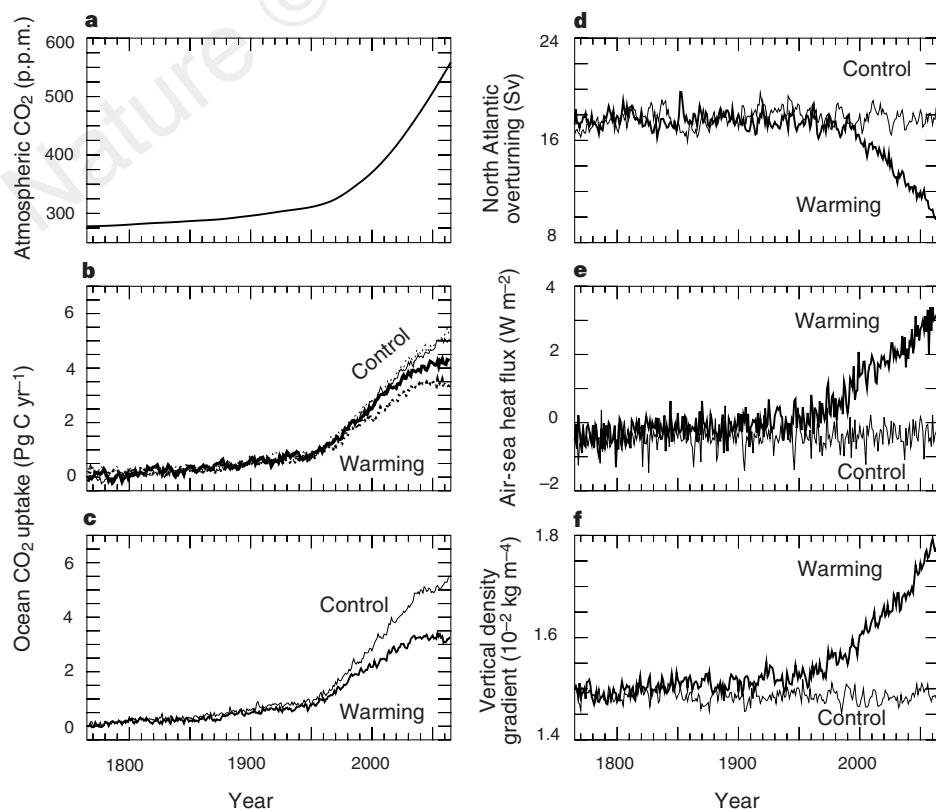 Nature ©
a
600
500
400
300
Atmospheric CO2 (p.p.m.)
b
6
4
2
0
Control
Warming
Ocean CO2 uptake (Pg C yr–1)
c
6
4
2
0
Control
Warming
1800 1900 2000
Year
d
24
16
8
North Atlantic
overturning (Sv)
Control
Warming
e
4
2
0
–2
Air-sea heat flux (W m–2)
Warming
Control
f
1.8
1.6
1.4
Vertical density
gradient (10–2 kg m–4)
Warming
Control
1800 1900 2000
Year